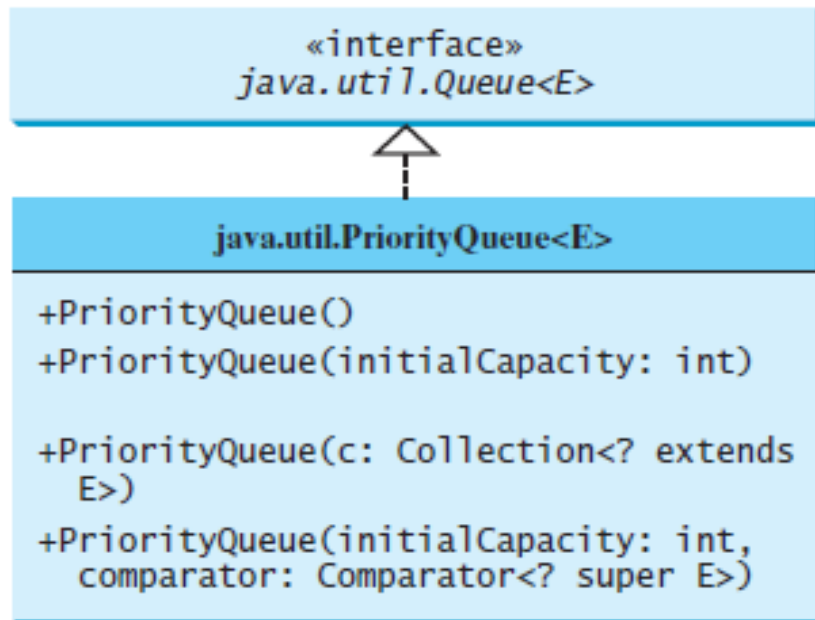 «interface»
java.util.Queue<E>
java.util.PriorityQueue<E>
+PriorityQueue()
+PriorityQueue(initialCapacity: int)
+PriorityQueue(c: Collection<? extends
E>)
+PriorityQueue(initialCapacity: int,
comparator: Comparator<? super E>)